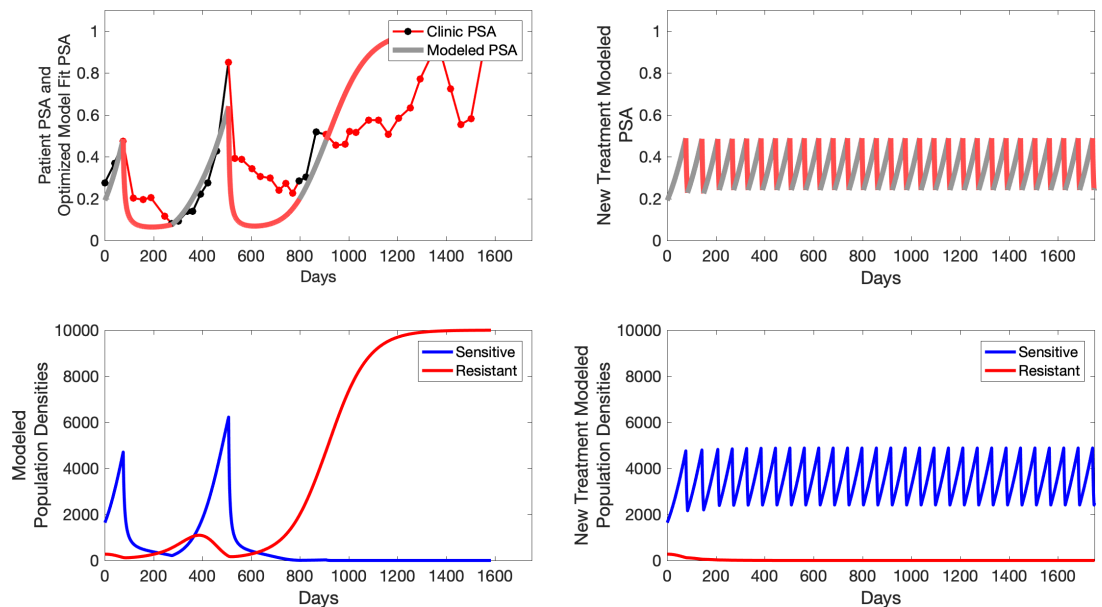 Patient PSA and
Optimized Model Fit PSA
1
0.8
0.6
0.4
0.2
0
0 200 400 600 800 1000 1200 1400 1600
Days
Clinic PSA
Modeled PSA
New Treatment Modeled
PSA
1
0.8
0.6
0.4
0.2
0
0 200 400 600 800 1000 1200 1400 1600
Days
Modeled
Population Densities
10000
8000
6000
4000
2000
0
0 200 400 600 800 1000 1200 1400 1600
Days
Sensitive
Resistant
New Treatment Modeled
Population Densities
10000
8000
6000
4000
2000
0
0 200 400 600 800 1000 1200 1400 1600
Days
Sensitive
Resistant